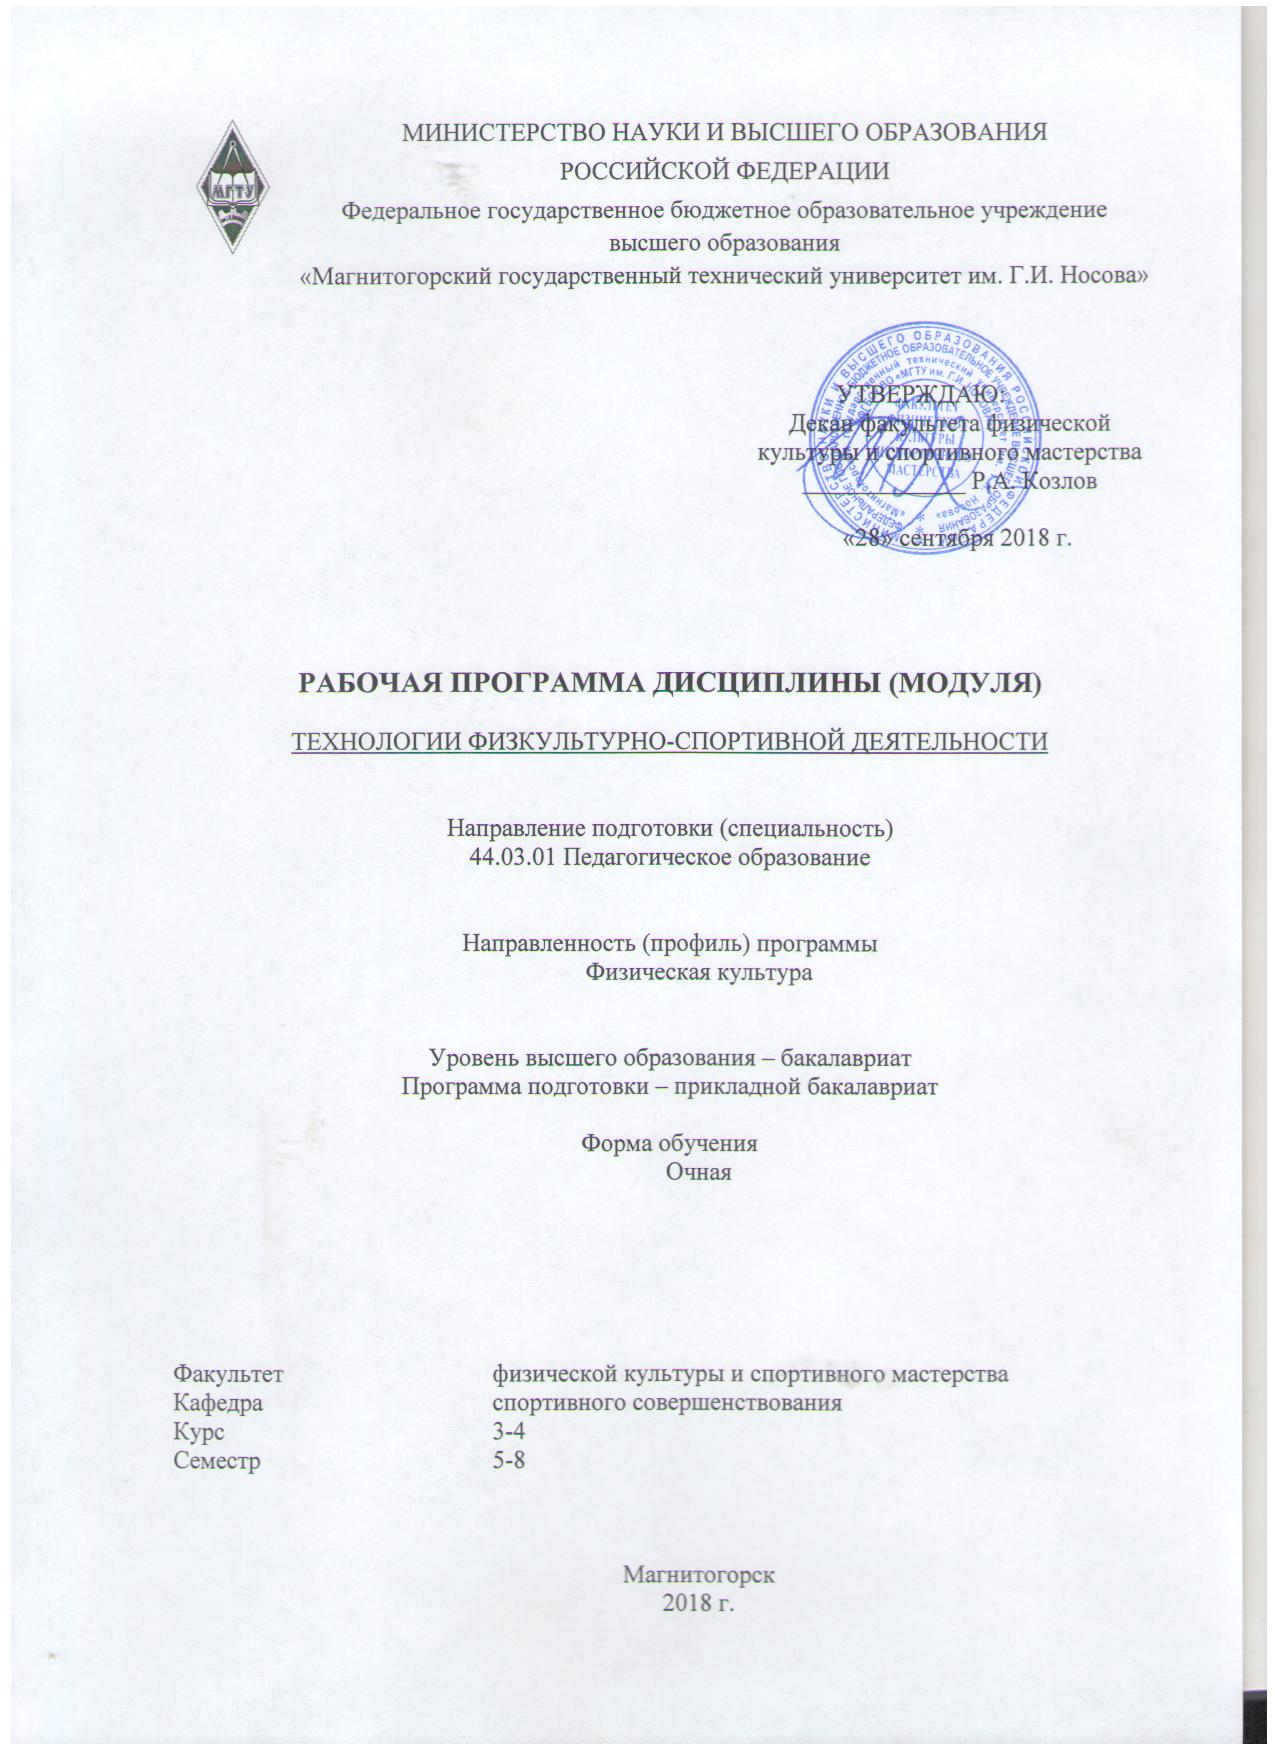 МИНИСТЕРСТВО НАУКИ И ВЫСШЕГО ОБРАЗОВАНИЯ
РОССИЙСКОЙ ФЕДЕРАЦИИ
Федеральное государственное бюджетное образовательное учреждение
высшего образования
«Магнитогорский государственный технический университет им. Г.И. Носова»
МГТУ
УТВЕРЖДАЮ:
Декан факультета физической
культуры и спортивного мастерства
______________ Р.А. Козлов
«28» сентября 2018 г.
РАБОЧАЯ ПРОГРАММА ДИСЦИПЛИНЫ (МОДУЛЯ)
ТЕХНОЛОГИИ ФИЗКУЛЬТУРНО-СПОРТИВНОЙ ДЕЯТЕЛЬНОСТИ
Направление подготовки (специальность)
44.03.01 Педагогическое образование
Направленность (профиль) программы
Физическая культура
Уровень высшего образования – бакалавриат
Программа подготовки – прикладной бакалавриат
Форма обучения
Очная
Факультет физической культуры и спортивного мастерства
Кафедра спортивного совершенствования
Курс 3-4
Семестр 5-8
Магнитогорск
2018 г.